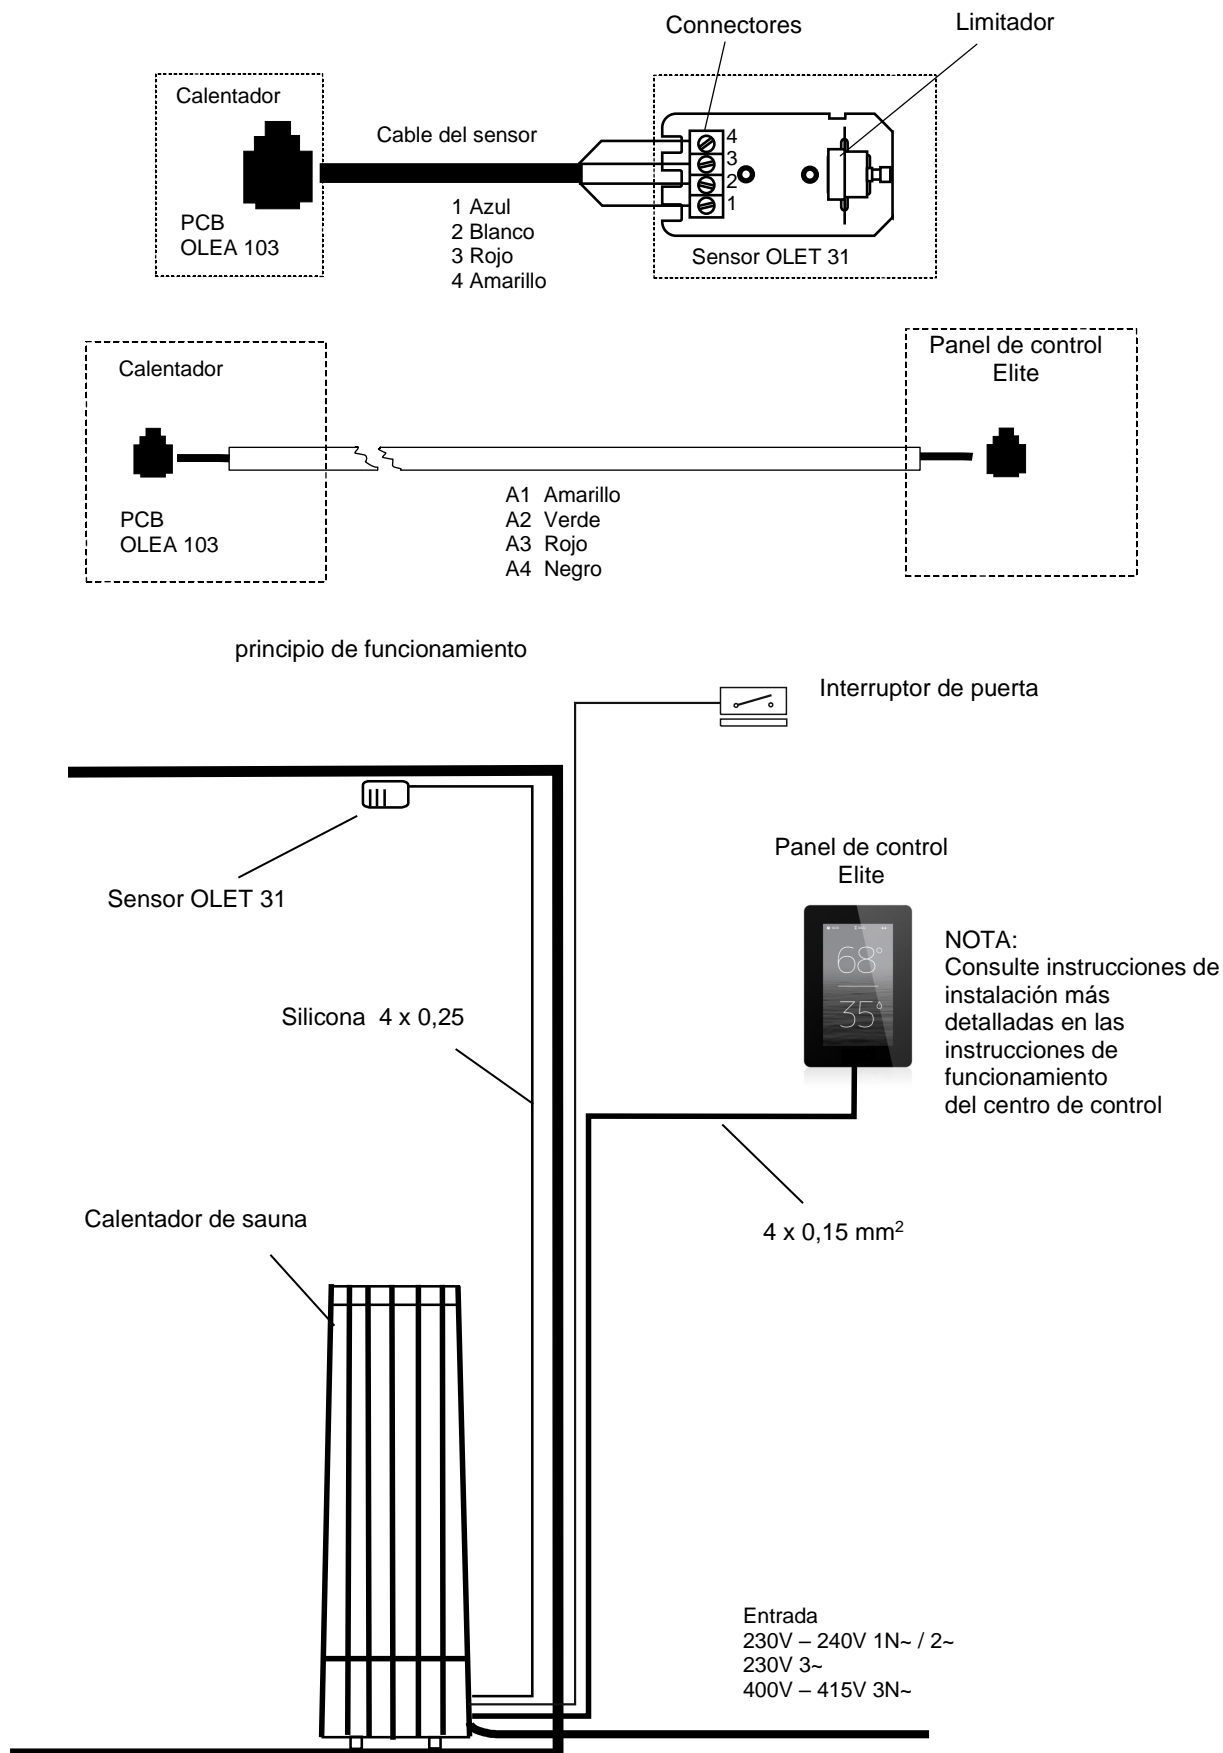 Connectores
Limitador
Calentador
Cable del sensor
4
3
2
1
1 Azul
2 Blanco
3 Rojo
4 Amarillo
PCB
OLEA 103
Sensor OLET 31
Calentador
Panel de control
Elite
A1 Amarillo
A2 Verde
A3 Rojo
A4 Negro
PCB
OLEA 103
principio de funcionamiento
Interruptor de puerta
Sensor OLET 31
Panel de control
Elite
68°
35°
NOTA:
Consulte instrucciones de
instalación más
detalladas en las
instrucciones de
funcionamiento
del centro de control
Silicona 4 x 0,25
4 x 0,15 mm²
Calentador de sauna
Entrada
230V – 240V 1N~ / 2~
230V 3~
400V – 415V 3N~